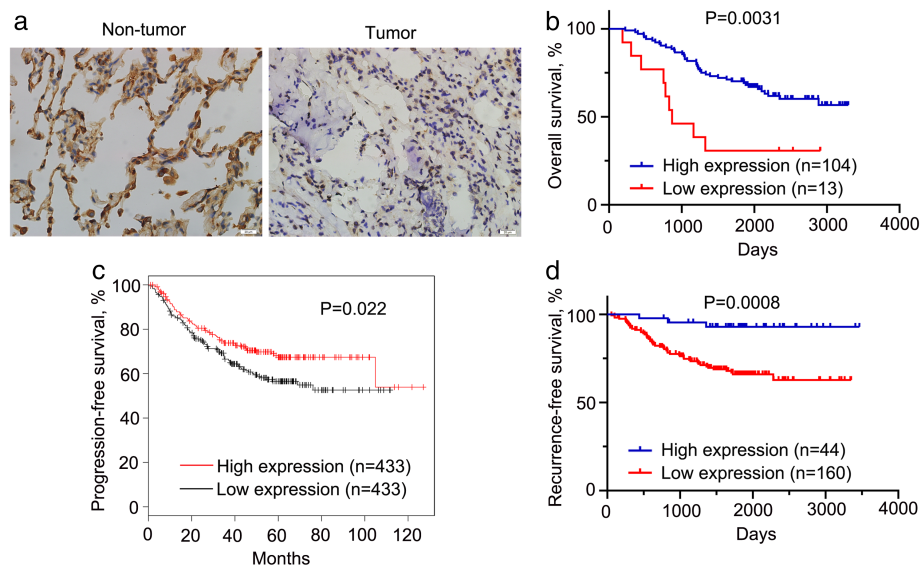 a
Non-tumor
Tumor
b
P=0.0031
Overall survival, %
100
50
0
High expression (n=104)
Low expression (n=13)
0 1000 2000 3000 4000
Days
c
P=0.022
Progression-free survival, %
100
80
60
40
20
0
High expression (n=433)
Low expression (n=433)
0 20 40 60 80 100 120
Months
d
P=0.0008
Recurrence-free survival, %
100
50
0
High expression (n=44)
Low expression (n=160)
0 1000 2000 3000 4000
Days